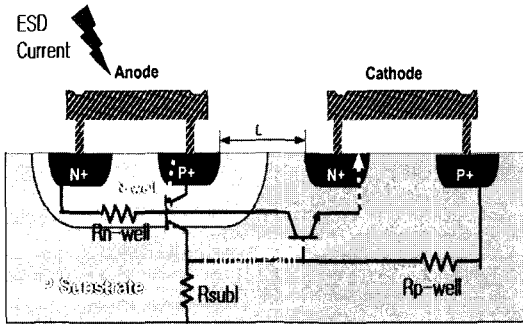 ESD
Current
Anode
Cathode
L
N+
P+
N+
P+
Rn-well
Substrate
Rsubl
Rp-well